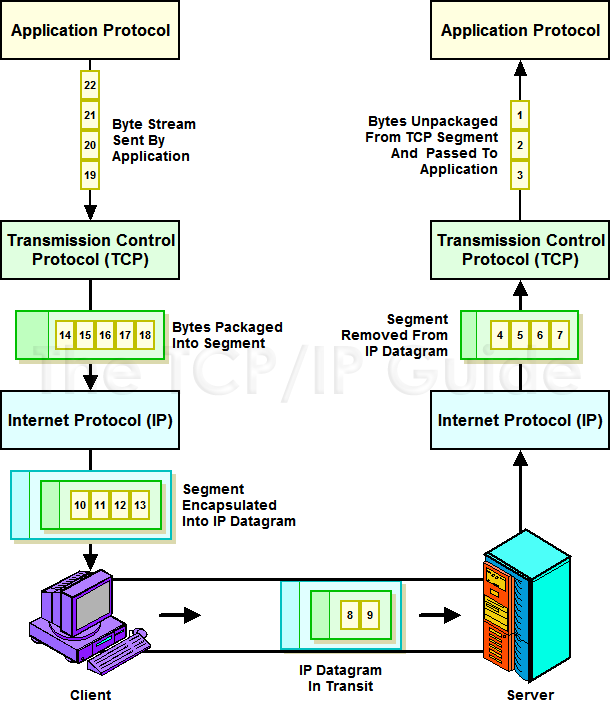 Application Protocol
22
21
20
19
Byte Stream
Sent By
Application
Transmission Control
Protocol (TCP)
14 15 16 17 18
Bytes Packaged
Into Segment
Internet Protocol (IP)
10 11 12 13
Segment
Encapsulated
Into IP Datagram
Client
8 9
IP Datagram
In Transit
Application Protocol
1
2
3
Bytes Unpackaged
From TCP Segment
And Passed To
Application
Transmission Control
Protocol (TCP)
Segment
Removed From
IP Datagram
4 5 6 7
Internet Protocol (IP)
Server
The TCP/IP Guide